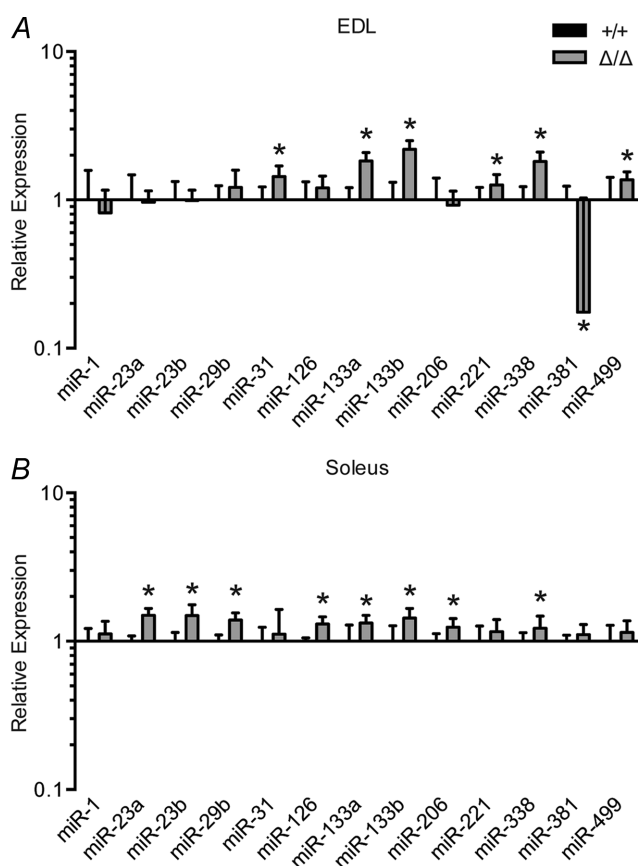 A
EDL
+/+
Δ/Δ
Relative Expression
10
1
0.1
miR-1
miR-23a
miR-23b
miR-29b
miR-31
miR-126
miR-133a
miR-133b
miR-206
miR-221
miR-338
miR-381
miR-499
* * * * * * *
B
Soleus
Relative Expression
10
1
0.1
miR-1
miR-23a
miR-23b
miR-29b
miR-31
miR-126
miR-133a
miR-133b
miR-206
miR-221
miR-338
miR-381
miR-499
* * * * * * * *